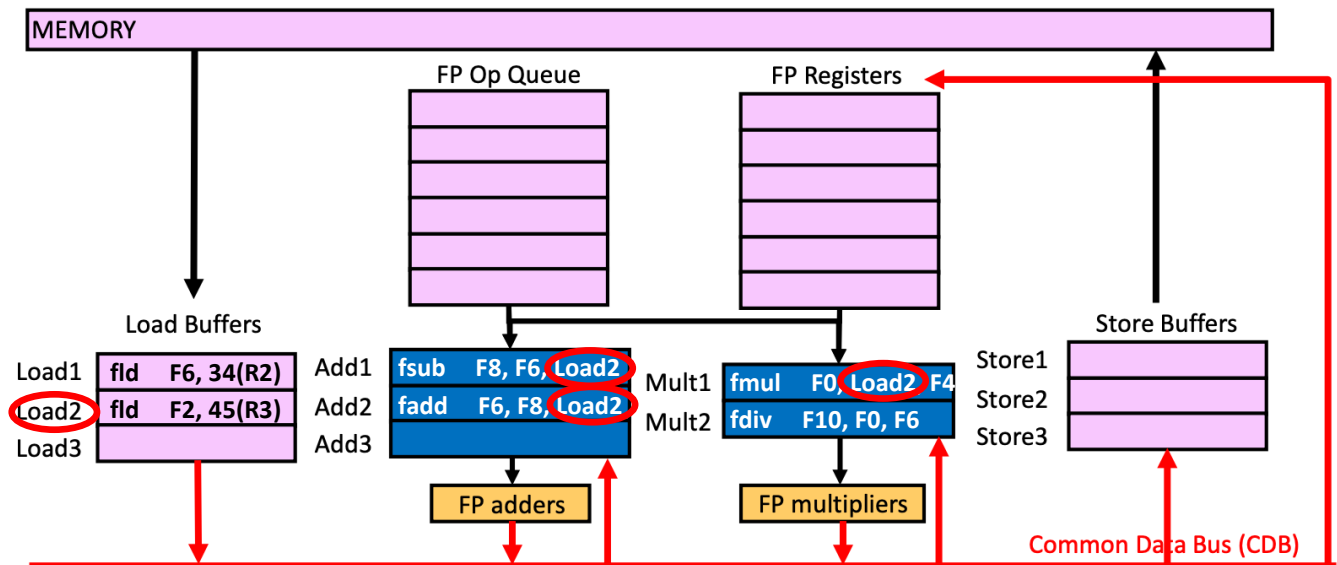 MEMORY
FP Op Queue
FP Registers
Load Buffers
Store Buffers
Load1
fld F6, 34(R2)
Load2
fld F2, 45(R3)
Load3
Add1
fsub F8, F6, Load2
Add2
fadd F6, F8, Load2
Add3
Mult1
fmul F0, Load2, F4
Mult2
fdiv F10, F0, F6
Store1
Store2
Store3
FP adders
FP multipliers
Common Data Bus (CDB)